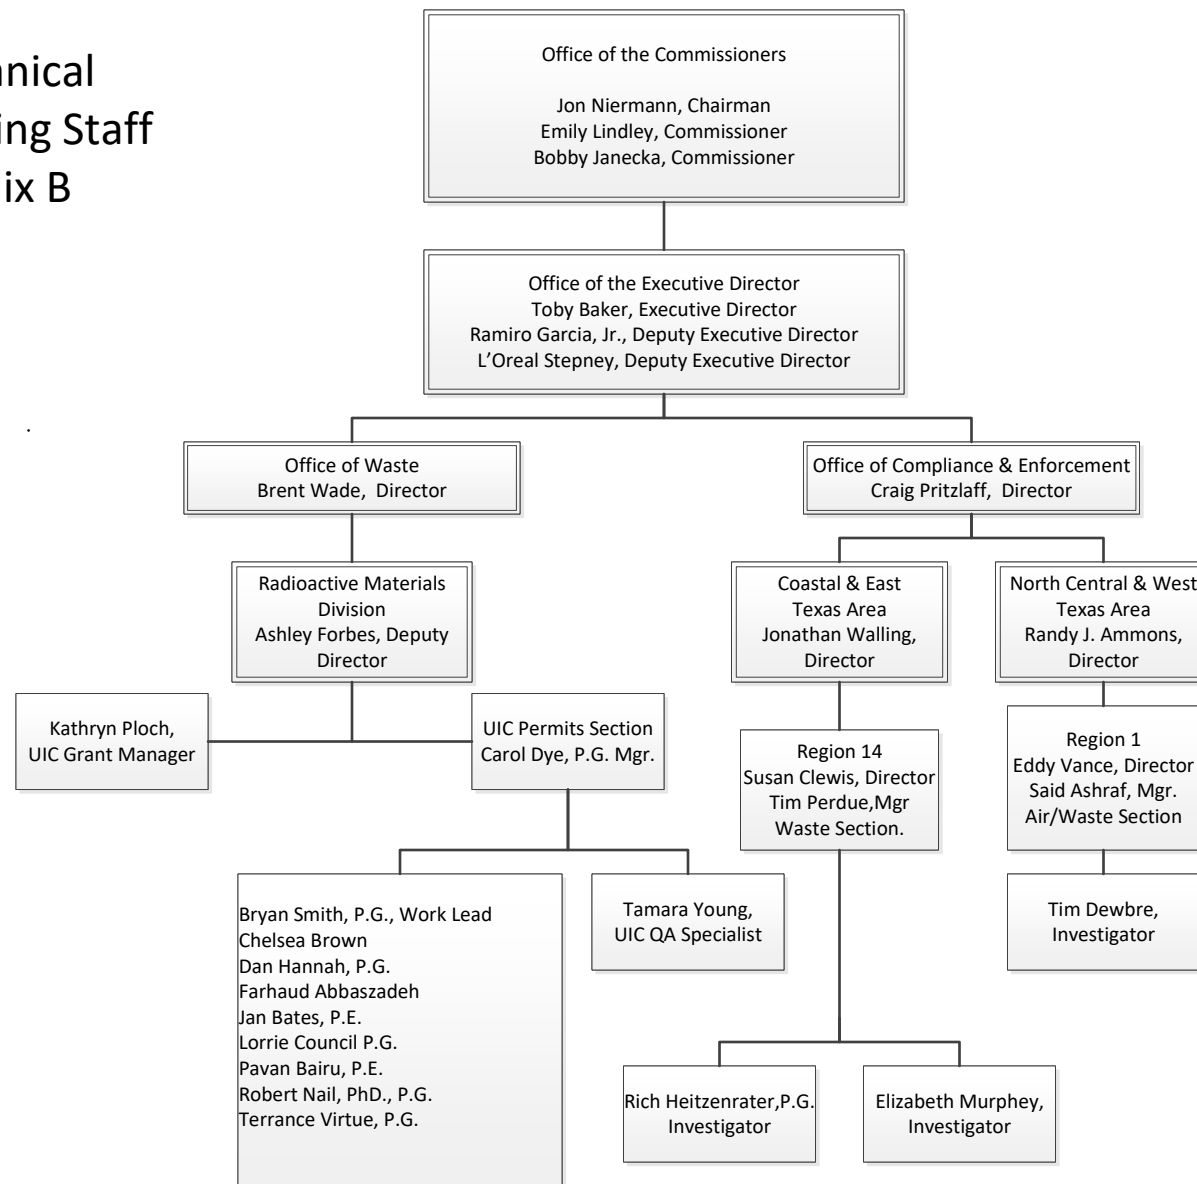 nical
ing Staff
ix B
Office of the Commissioners
Jon Niermann, Chairman
Emily Lindley, Commissioner
Bobby Janecka, Commissioner
Office of the Executive Director
Toby Baker, Executive Director
Ramiro Garcia, Jr., Deputy Executive Director
L’Oreal Stepney, Deputy Executive Director
.
Office of Waste
Brent Wade,  Director
Office of Compliance & Enforcement
Craig Pritzlaff,  Director
Radioactive Materials
Division
Ashley Forbes, Deputy
Director
Coastal & East
Texas Area
Jonathan Walling,
Director
North Central & West
Texas Area
Randy J. Ammons,
Director
Kathryn Ploch,
UIC Grant Manager
UIC Permits Section
Carol Dye, P.G. Mgr.
Region 14
Susan Clewis, Director
Tim Perdue,Mgr
Waste Section.
Region 1
Eddy Vance, Director
Said Ashraf, Mgr.
Air/Waste Section
Bryan Smith, P.G., Work Lead
Chelsea Brown
Dan Hannah, P.G.
Farhaud Abbaszadeh
Jan Bates, P.E.
Lorrie Council P.G.
Pavan Bairu, P.E.
Robert Nail, PhD., P.G.
Terrance Virtue, P.G.
Tamara Young,
UIC QA Specialist
Tim Dewbre,
Investigator
Rich Heitzenrater,P.G.
Investigator
Elizabeth Murphey,
Investigator